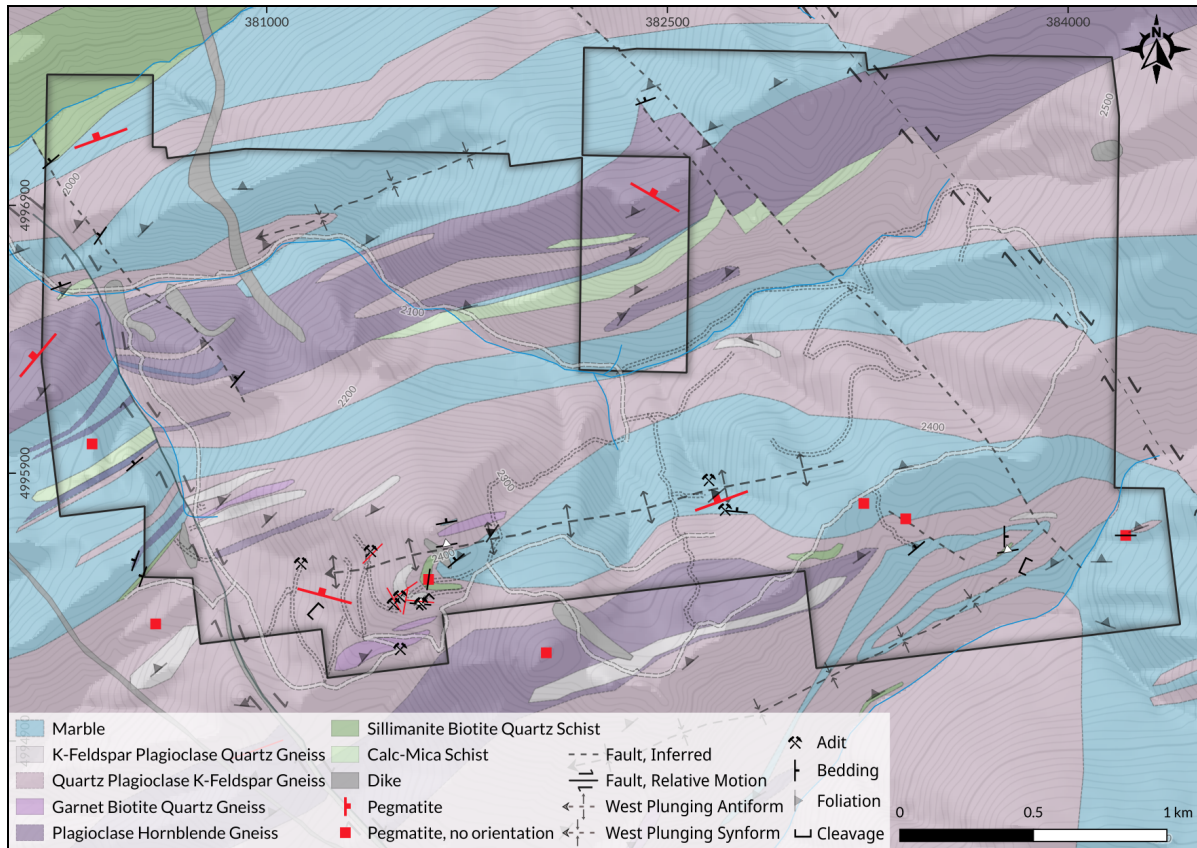 381000
382500
384000
N
2500
2000
4996900
2100
2200
2400
4995900
2300
2400
Marble
K-Feldspar Plagioclase Quartz Gneiss
Quartz Plagioclase K-Feldspar Gneiss
Garnet Biotite Quartz Gneiss
Plagioclase Hornblende Gneiss
Sillimanite Biotite Quartz Schist
Calc-Mica Schist
Dike
Pegmatite
Pegmatite, no orientation
Fault, Inferred
Fault, Relative Motion
West Plunging Antiform
West Plunging Synform
Adit
Bedding
Foliation
Cleavage
0 0.5 1 km